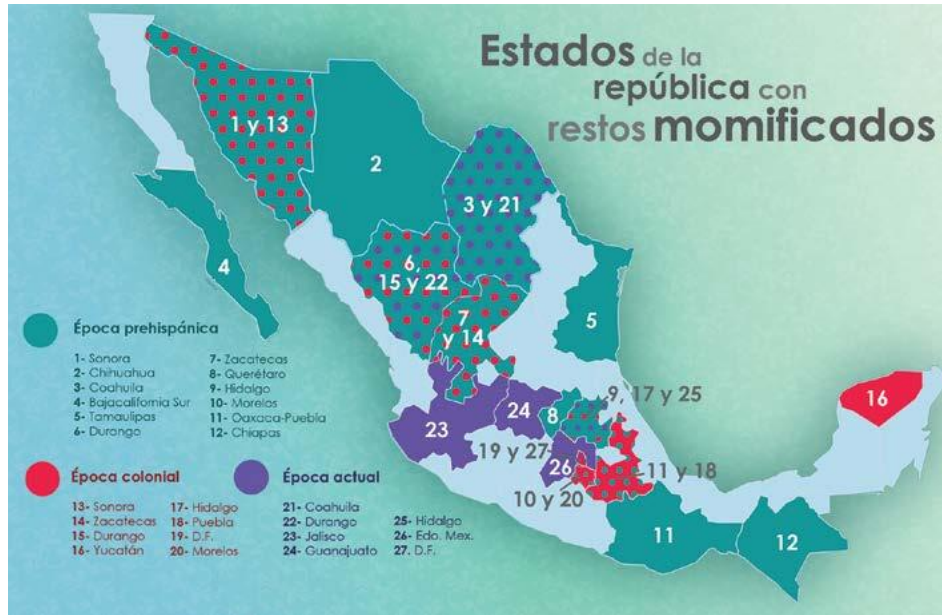 Estados de la
república con
restos momificados
1 y 13
2
3 y 21
4
6,
15 y 22
7
y 14
5
16
9, 17 y 25
8
24
23
19 y 27
26
11 y 18
10 y 20
11
12
Época prehispánica
1- Sonora
2- Chihuahua
3- Coahuila
4- Bajacalifornia Sur
5- Tamaulipas
6- Durango
7- Zacatecas
8- Querétaro
9- Hidalgo
10- Morelos
11- Oaxaca-Puebla
12- Chiapas
Época colonial
13- Sonora
14- Zacatecas
15- Durango
16- Yucatán
17- Hidalgo
18- Puebla
19- D.F.
20- Morelos
Época actual
21- Coahuila
22- Durango
23- Jalisco
24- Guanajuato
25- Hidalgo
26- Edo. Mex.
27. D.F.